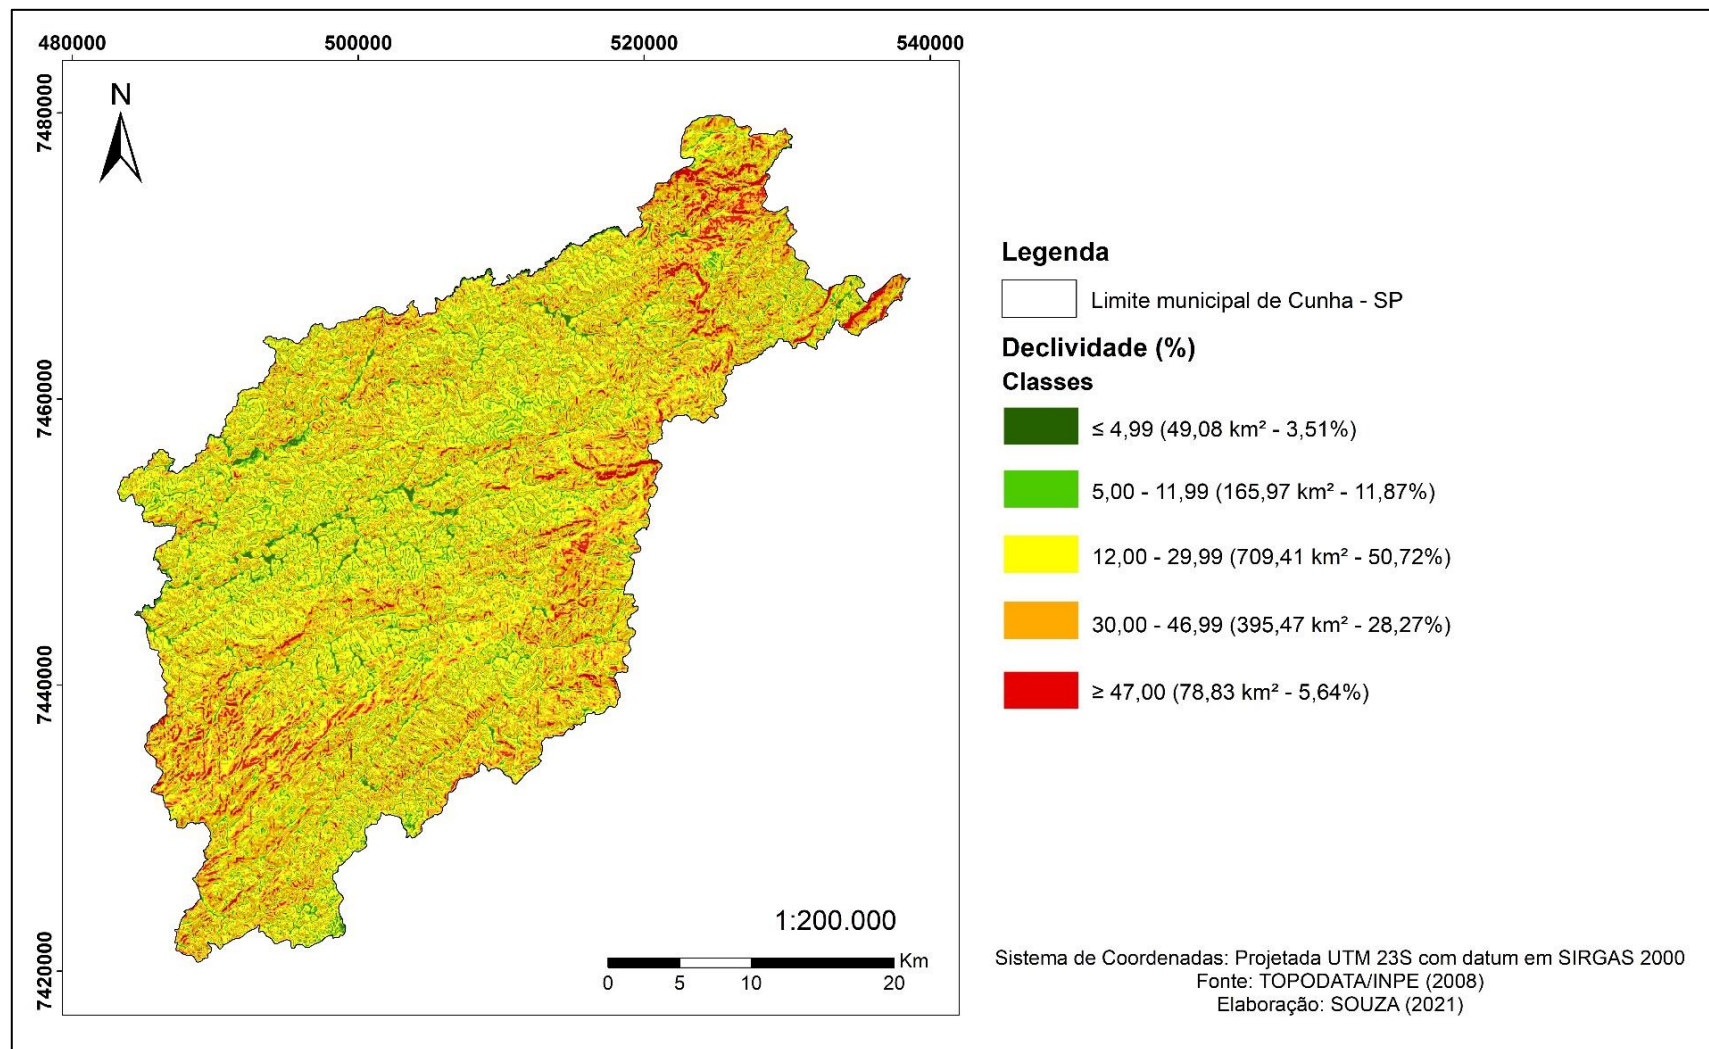 480000
500000
520000
540000
7480000
7460000
7440000
7420000
N
1:200.000
Km
0
5
10
20
Legenda
Limite municipal de Cunha - SP
Declividade (%)
Classes
≤ 4,99 (49,08 km² - 3,51%)
5,00 - 11,99 (165,97 km² - 11,87%)
12,00 - 29,99 (709,41 km² - 50,72%)
30,00 - 46,99 (395,47 km² - 28,27%)
≥ 47,00 (78,83 km² - 5,64%)
Sistema de Coordenadas: Projetada UTM 23S com datum em SIRGAS 2000
Fonte: TOPODATA/INPE (2008)
Elaboração: SOUZA (2021)